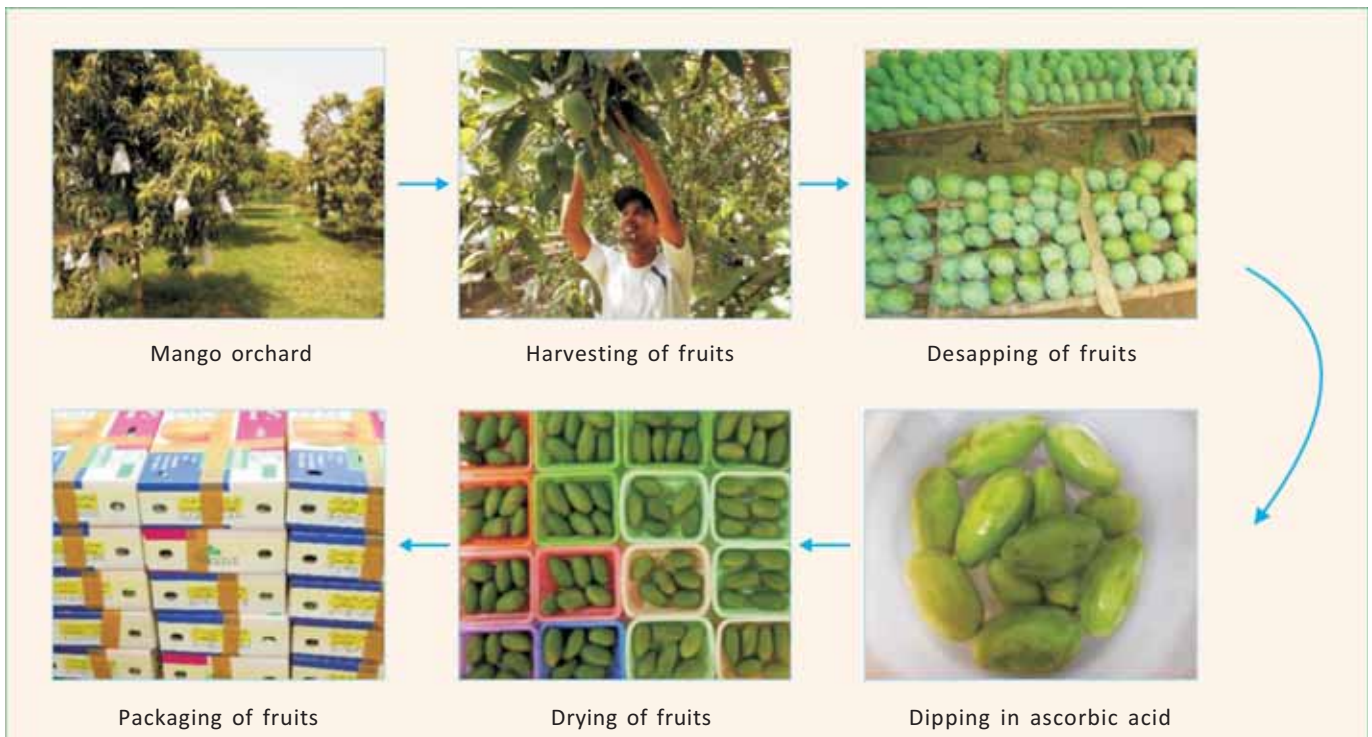 Mango orchard
Harvesting of fruits
Desapping of fruits
Packaging of fruits
Drying of fruits
Dipping in ascorbic acid